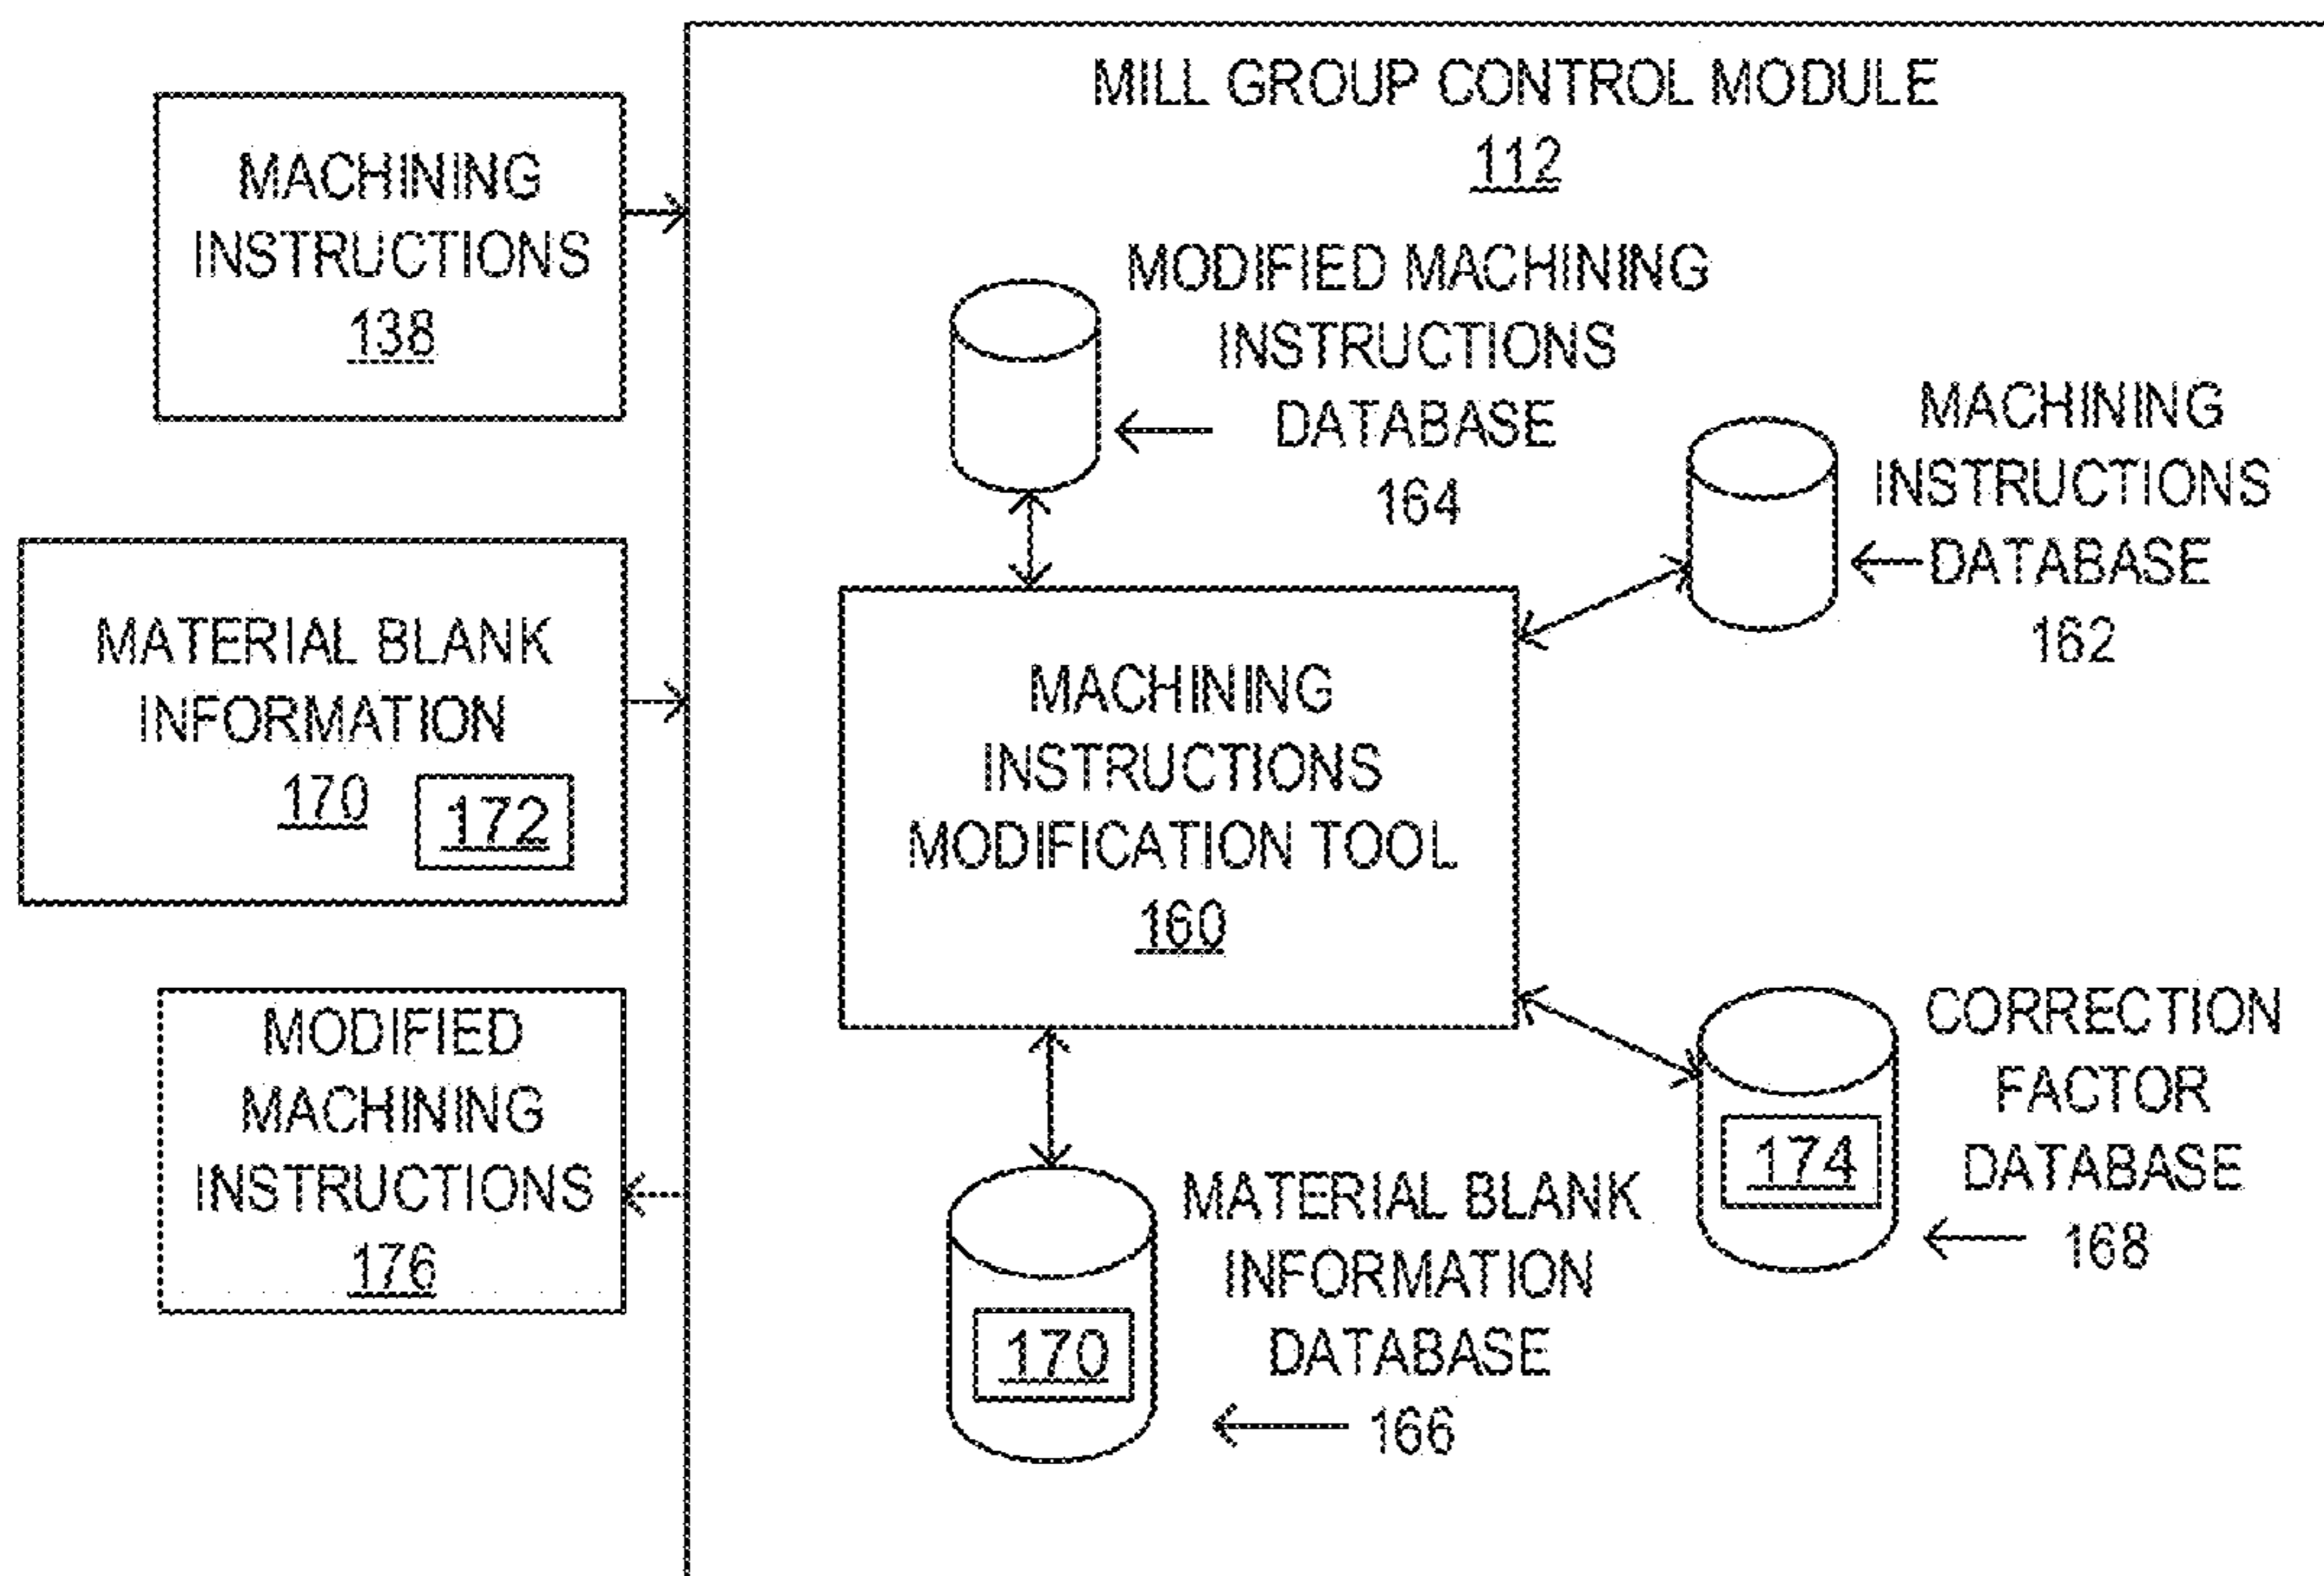 MILL GROUP CONTROL MODULE
112
MACHINING
INSTRUCTIONS
138
MATERIAL BLANK
INFORMATION
170
172
MODIFIED
MACHINING
INSTRUCTIONS
176
MODIFIED MACHINING
INSTRUCTIONS
DATABASE
164
MACHINING
INSTRUCTIONS
DATABASE
162
MACHINING
INSTRUCTIONS
MODIFICATION TOOL
160
CORRECTION
FACTOR
DATABASE
168
174
MATERIAL BLANK
INFORMATION
DATABASE
166
170